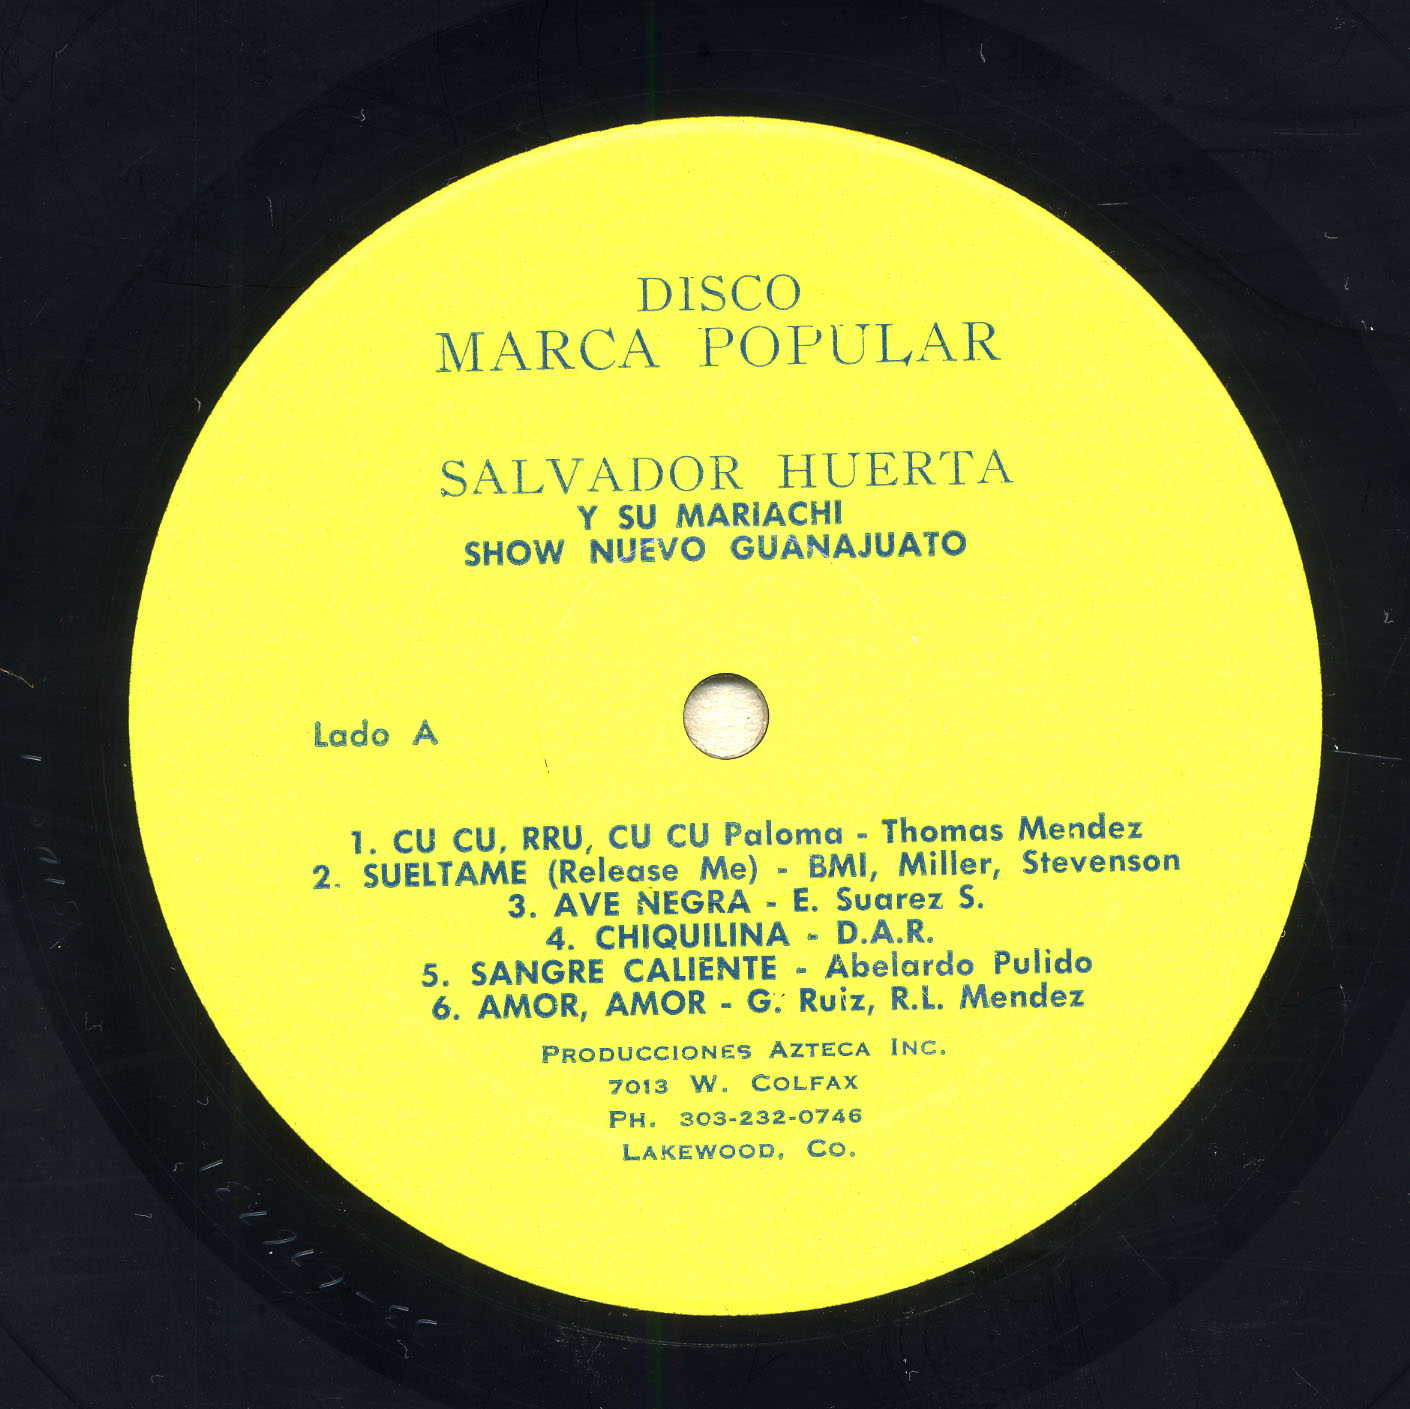 DISCO
MARCA POPULAR
SALVADOR HUERTA
Y SU MARIACHI
SHOW NUEVO GUANAJUATO
Lado A
1. CU CU, RRU, CU CU Paloma - Thomas Mendez
2. SUELTAME (Release Me) - BMI, Miller, Stevenson
3. AVE NEGRA - E. Suarez S.
4. CHIQUILINA - D.A.R.
5. SANGRE CALIENTE - Abelardo Pulido
6. AMOR, AMOR - G. Ruiz, R.L. Mendez
PRODUCCIONES AZTECA INC.
7013 W. COLFAX
PH. 303-232-0746
LAKEWOOD, CO.